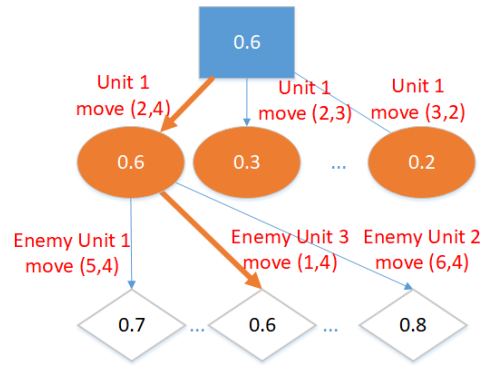 0.6
Unit 1
move (2,4)
Unit 1
move (2,3)
Unit 1
move (3,2)
0.6
0.3
...
0.2
Enemy Unit 1
move (5,4)
Enemy Unit 3
move (1,4)
Enemy Unit 2
move (6,4)
0.7
...
0.6
...
0.8